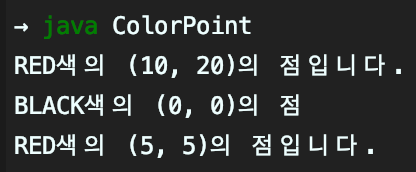 → java ColorPoint
RED색의 (10, 20)의 점입니다.
BLACK색의 (0, 0)의 점
RED색의 (5, 5)의 점입니다.